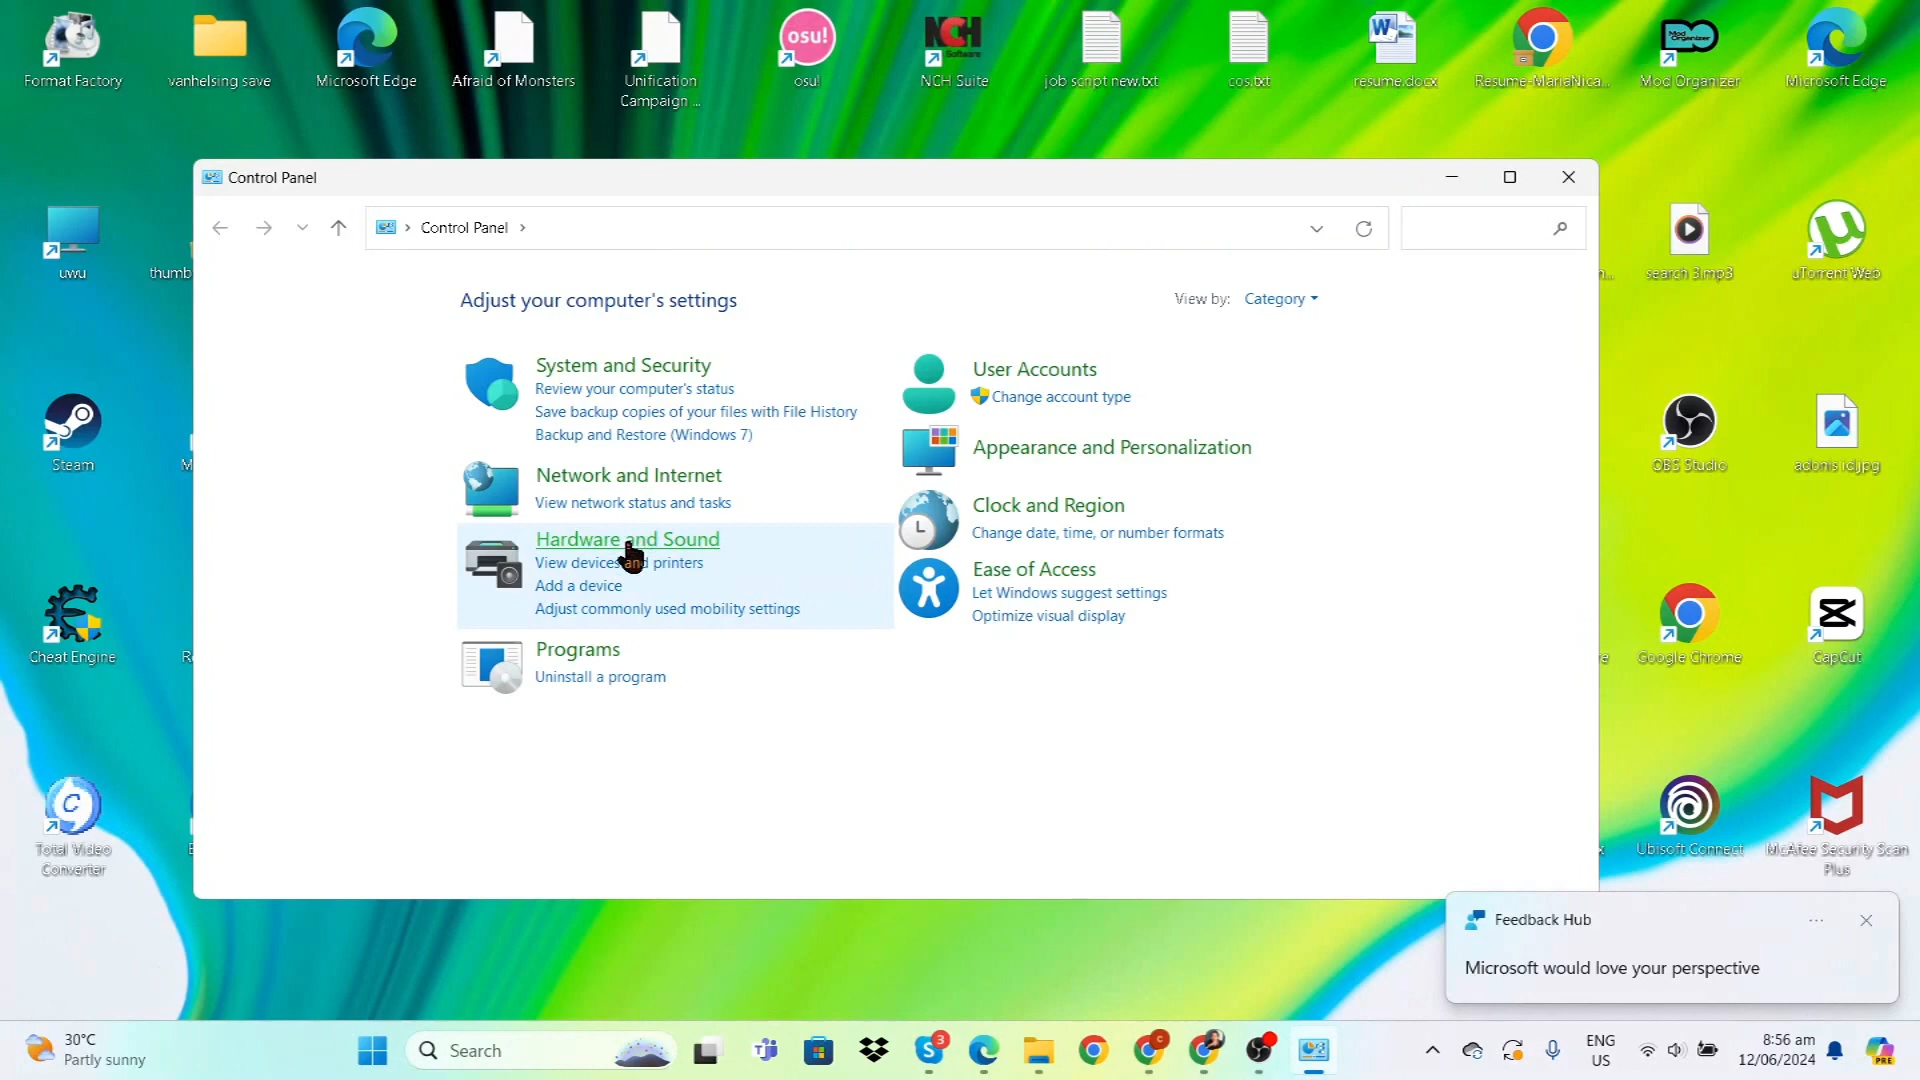 Format Factory
vanhelsing save
Microsoft Edge
Afraid of Monsters
Unification
Campaign ...
osu!
osu!
NCH
Software
NCH Suite
job script new.txt
cos.txt
resume.docx
Resume-MariaNica...
Mod Organizer
Mod Organizer
Microsoft Edge
Control Panel
Control Panel
uwu
thumb
search 3.mp3
uTorrent Web
Adjust your computer's settings
View by: Category
System and Security
Review your computer's status
Save backup copies of your files with File History
Backup and Restore (Windows 7)
User Accounts
Change account type
Appearance and Personalization
Network and Internet
View network status and tasks
Clock and Region
Change date, time, or number formats
Hardware and Sound
View devices and printers
Add a device
Adjust commonly used mobility settings
Ease of Access
Let Windows suggest settings
Optimize visual display
Programs
Uninstall a program
Steam
OBS Studio
Cheat Engine
Google Chrome
CapCut
Total Video
Converter
Ubisoft Connect
McAfee Security Scan
Plus
Feedback Hub
Microsoft would love your perspective
30°C
Partly sunny
Search
3
ENG
US
8:56 am
12/06/2024
PRE